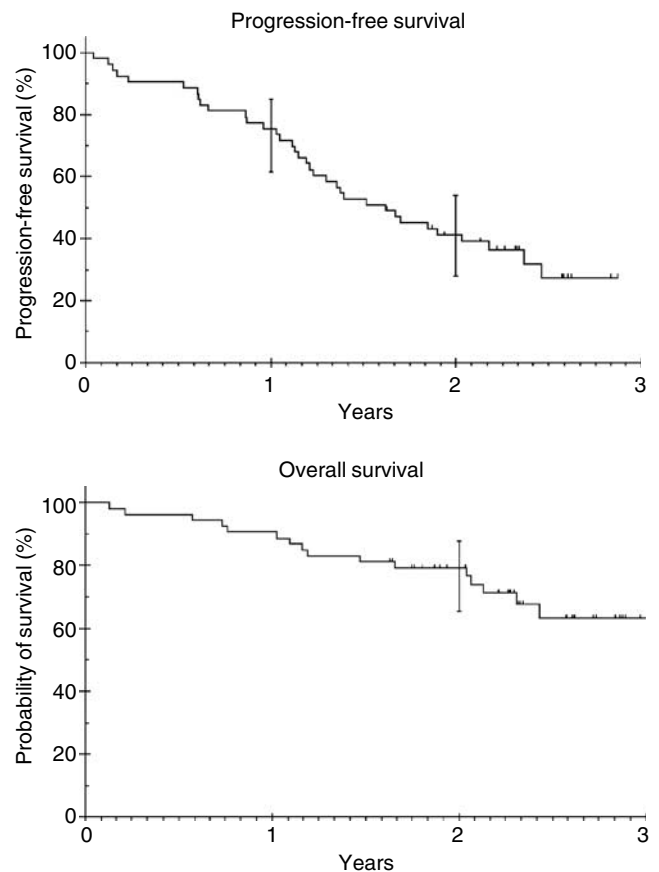 Progression-free survival
Progression-free survival (%)
100
80
60
40
20
0
0 1 2 3
Years
Overall survival
Probability of survival (%)
100
80
60
40
20
0
0 1 2 3
Years